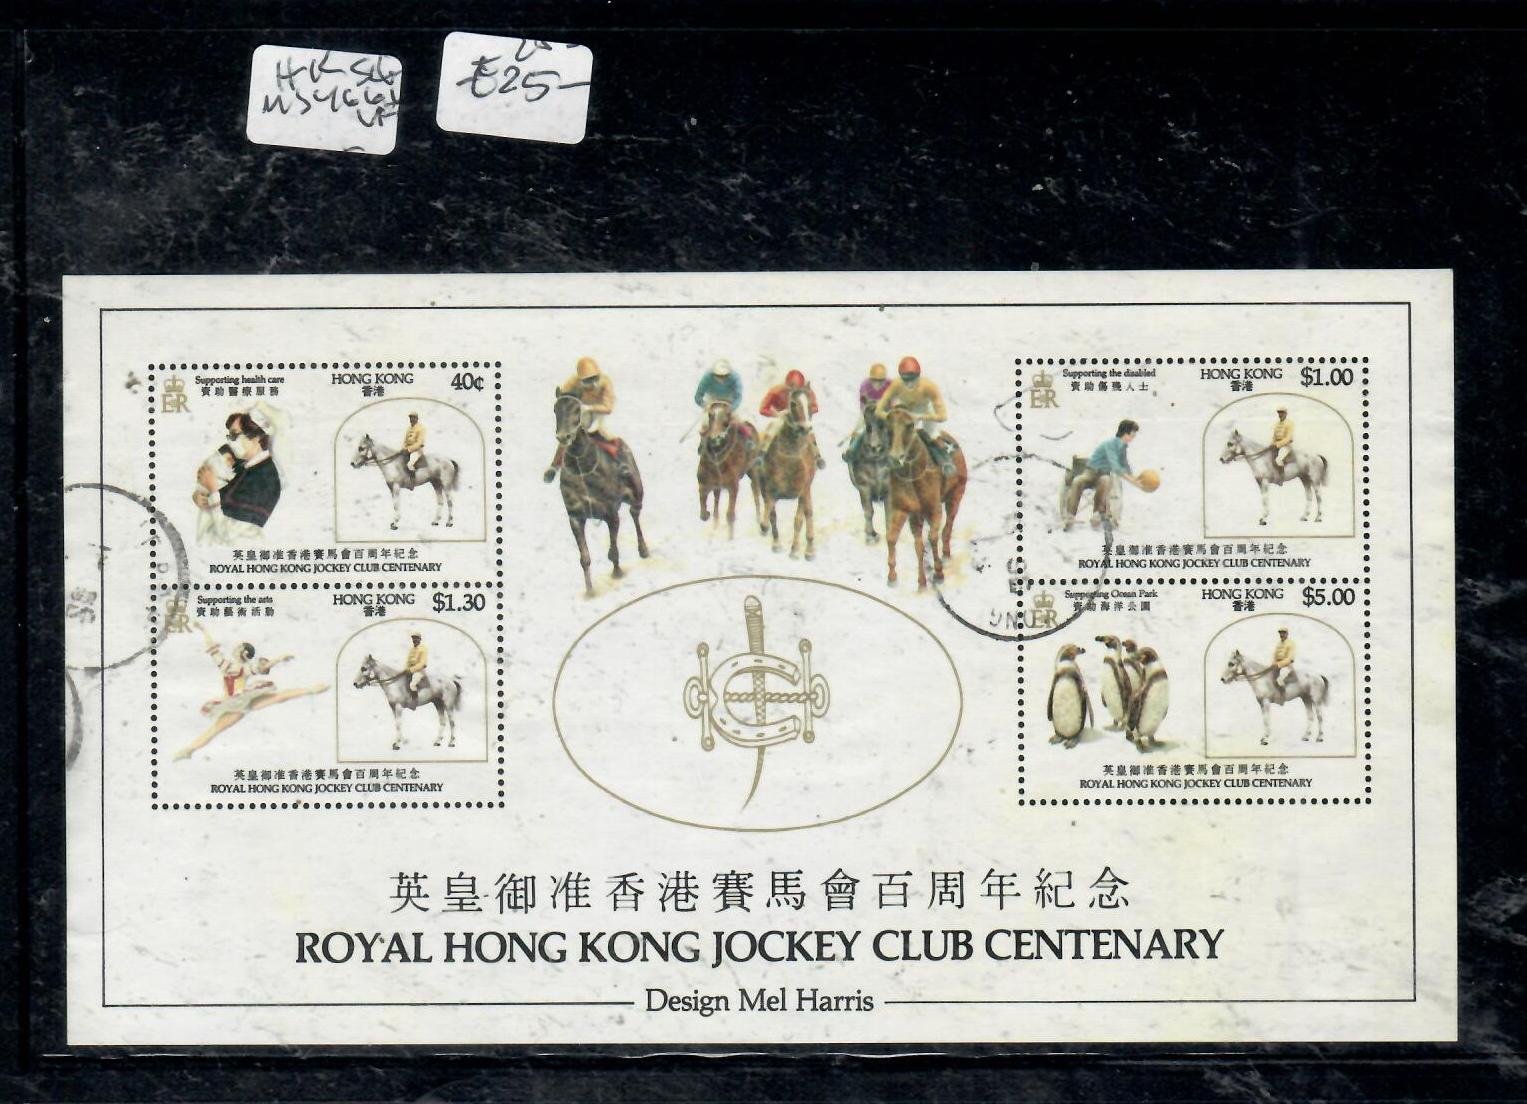 HK SG
MS466
VF
£25-
Supporting health care
資助醫療服務
HONG KONG
香港
40¢
ER
英皇御准香港賽馬會百周年紀念
ROYAL HONG KONG JOCKEY CLUB CENTENARY
Supporting the arts
資助藝術活動
HONG KONG
香港
$1.30
ER
英皇御准香港賽馬會百周年紀念
ROYAL HONG KONG JOCKEY CLUB CENTENARY
Supporting the disabled
資助傷殘人士
HONG KONG
香港
$1.00
ER
英皇御准香港賽馬會百周年紀念
ROYAL HONG KONG JOCKEY CLUB CENTENARY
Supporting Ocean Park
資助海洋公園
HONG KONG
香港
$5.00
ER
英皇御准香港賽馬會百周年紀念
ROYAL HONG KONG JOCKEY CLUB CENTENARY
英皇御准香港賽馬會百周年紀念
ROYAL HONG KONG JOCKEY CLUB CENTENARY
Design Mel Harris